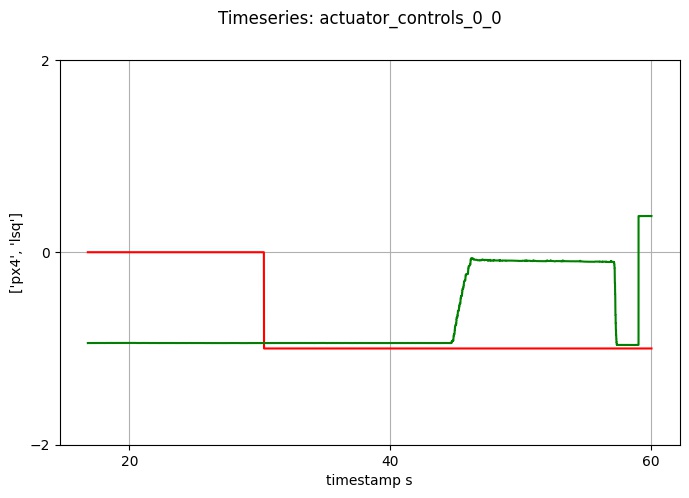 Timeseries: actuator_controls_0_0
2
0
−2
['px4', 'lsq']
20
40
60
timestamp s